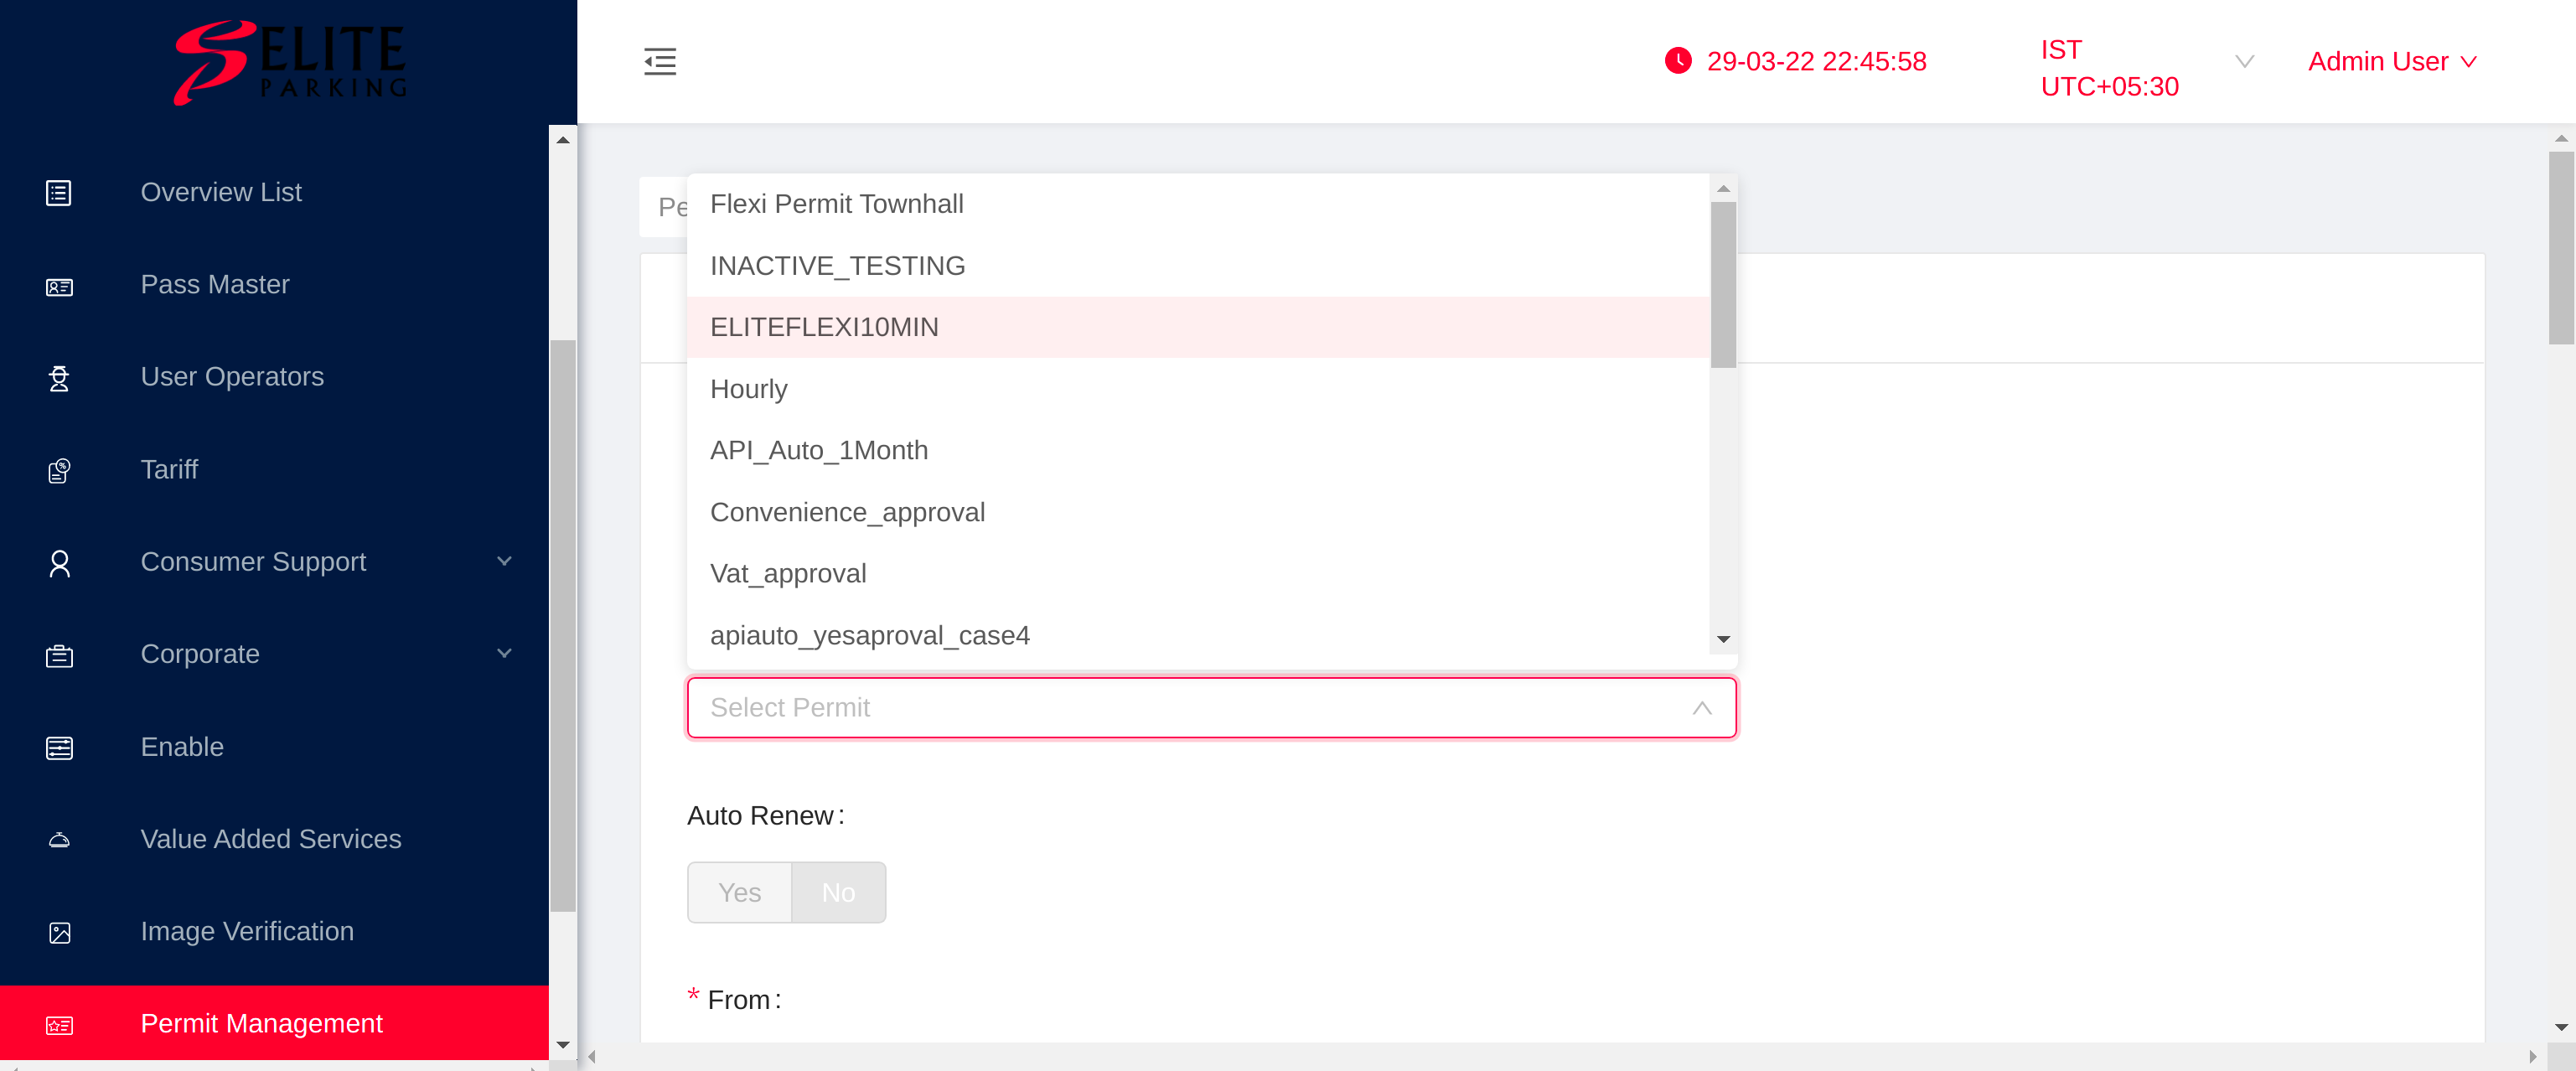 ELITE
PARKING
29-03-22 22:45:58
IST
UTC+05:30
Admin User
Overview List
Pass Master
User Operators
Tariff
Consumer Support
Corporate
Enable
Value Added Services
Image Verification
Permit Management
Pe
Flexi Permit Townhall
INACTIVE_TESTING
ELITEFLEXI10MIN
Hourly
API_Auto_1Month
Convenience_approval
Vat_approval
apiauto_yesaproval_case4
Select Permit
Auto Renew :
Yes
No
* From :